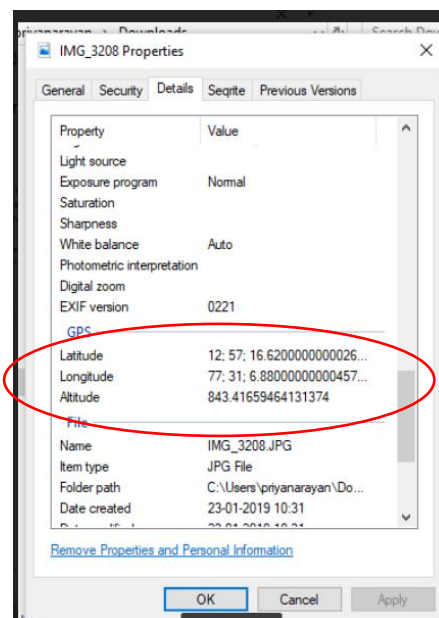 priyanarayan > Downloads
Search Dow
IMG_3208 Properties
General Security Details Seqrite Previous Versions
Property Value
Light source
Exposure program Normal
Saturation
Sharpness
White balance Auto
Photometric interpretation
Digital zoom
EXIF version 0221
GPS
Latitude 12; 57; 16.6200000000026...
Longitude 77; 31; 6.88000000000457...
Altitude 843.41659464131374
File
Name IMG_3208.JPG
Item type JPG File
Folder path C:\Users\priyanarayan\Do...
Date created 23-01-2019 10:31
Remove Properties and Personal Information
OK Cancel Apply